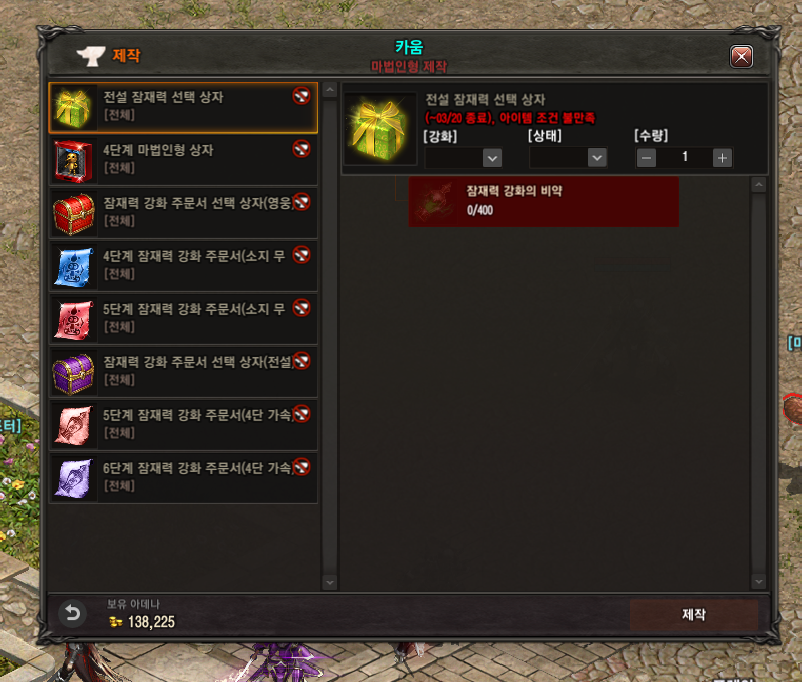 제작
카움
마법인형 제작
전설 잠재력 선택 상자
[전체]
4단계 마법인형 상자
[전체]
잠재력 강화 주문서 선택 상자(영웅)
[전체]
4단계 잠재력 강화 주문서(소지 무
[전체]
5단계 잠재력 강화 주문서(소지 무
[전체]
잠재력 강화 주문서 선택 상자(전설)
[전체]
5단계 잠재력 강화 주문서(4단 가속
[전체]
6단계 잠재력 강화 주문서(4단 가속
[전체]
전설 잠재력 선택 상자
(~03/20 종료), 아이템 조건 불만족
[강화]
[상태]
[수량]
1
잠재력 강화의 비약
0/400
보유 아데나
138,225
제작